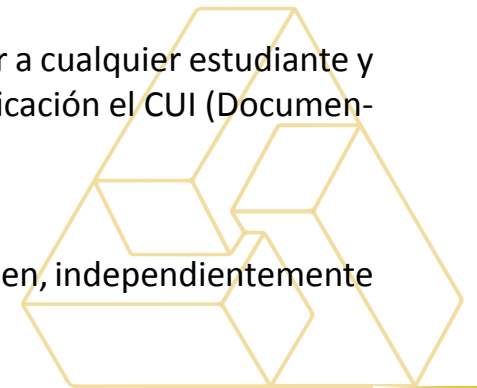 r a cualquier estudiante y
icación el CUI (Documen-
en, independientemente